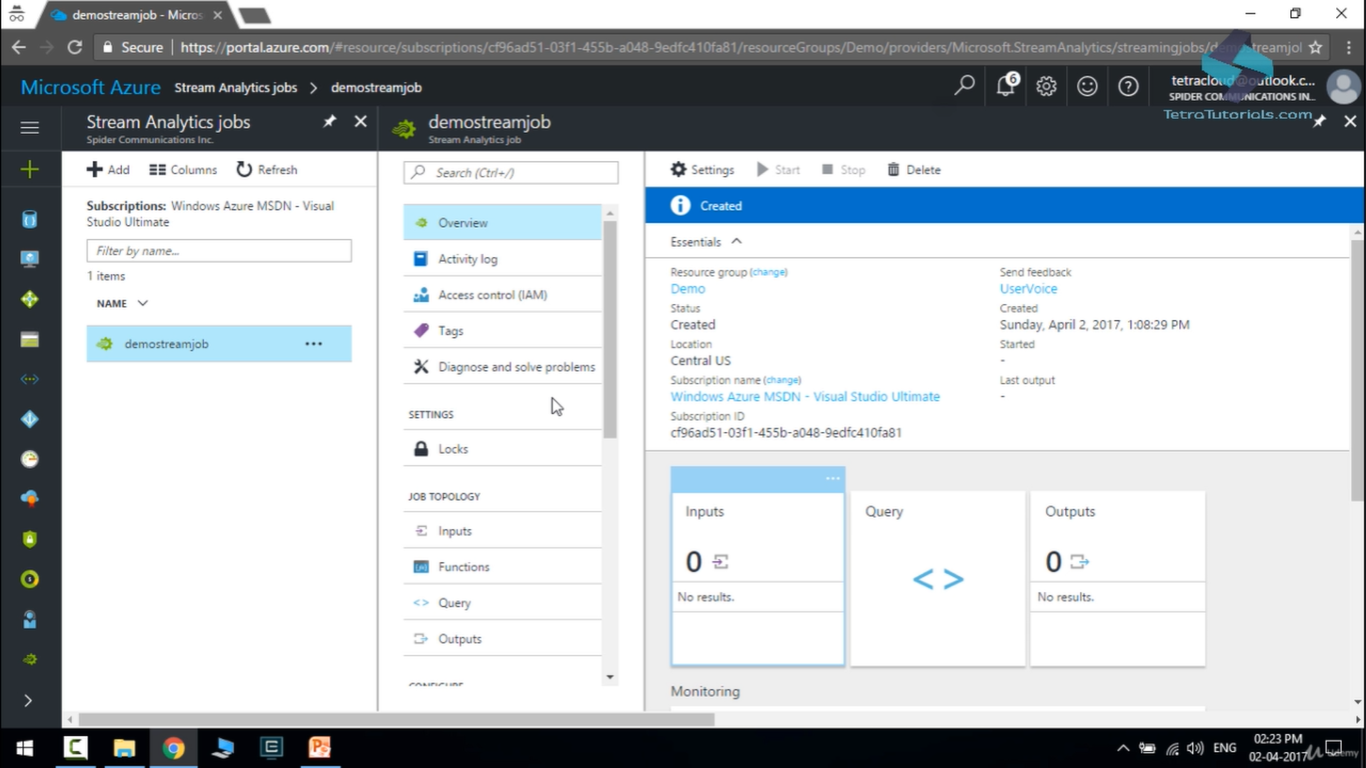 demostreamjob - Micros
Secure
https://portal.azure.com/#resource/subscriptions/cf96ad51-03f1-455b-a048-9edfc410fa81/resourceGroups/Demo/providers/Microsoft.StreamAnalytics/streamingjobs/
Microsoft Azure
Stream Analytics jobs > demostreamjob
6
tetracloud@outlook.c...
SPIDER COMMUNICATIONS IN...
TetraTutorials.com
Stream Analytics jobs
Spider Communications Inc.
Add
Columns
Refresh
Subscriptions: Windows Azure MSDN - Visual
Studio Ultimate
Filter by name...
1 items
NAME
demostreamjob
demostreamjob
Stream Analytics job
Search (Ctrl+/)
Overview
Activity log
Access control (IAM)
Tags
Diagnose and solve problems
SETTINGS
Locks
JOB TOPOLOGY
Inputs
Functions
Query
Outputs
CONFIGURE
Settings
Start
Stop
Delete
Created
Essentials
Resource group (change)
Demo
Status
Created
Location
Central US
Subscription name (change)
Windows Azure MSDN - Visual Studio Ultimate
Subscription ID
cf96ad51-03f1-455b-a048-9edfc410fa81
Send feedback
UserVoice
Created
Sunday, April 2, 2017, 1:08:29 PM
Started
-
Last output
-
Inputs
0
No results.
Query
< >
Outputs
0
No results.
Monitoring
ENG
02:23 PM
02-04-2017
Udemy